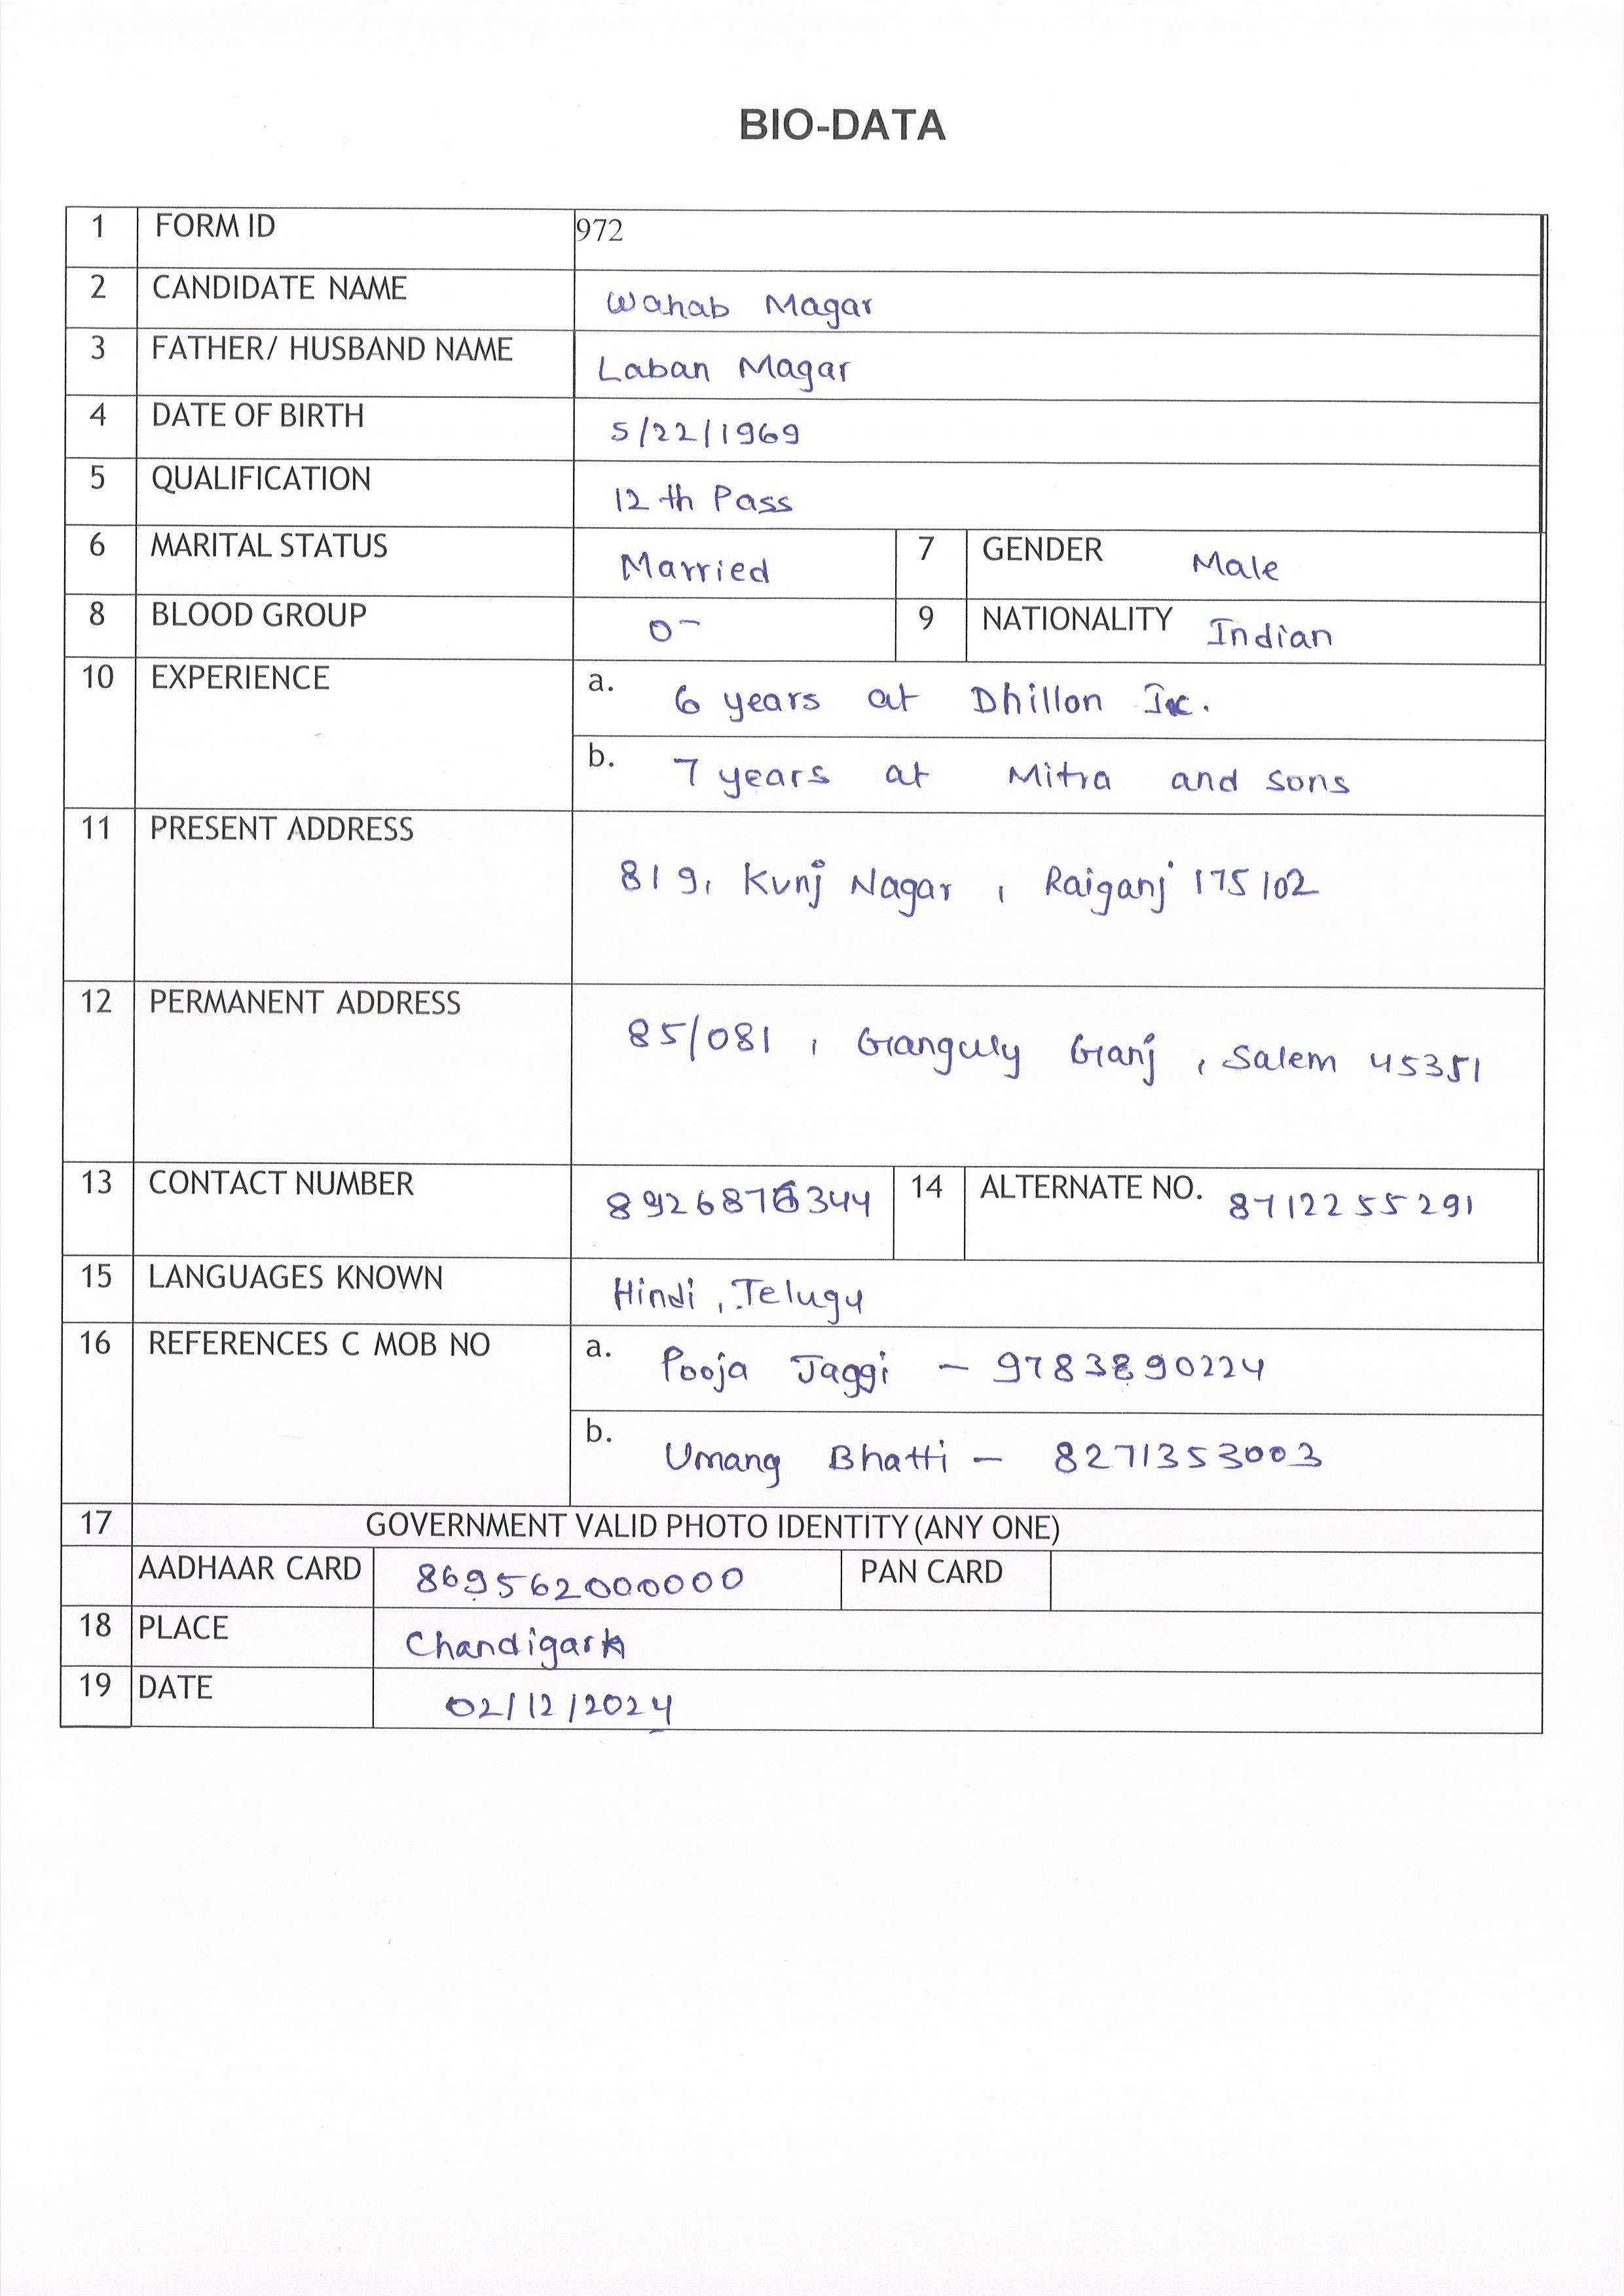 BIO-DATA
1 FORM ID 972
2 CANDIDATE NAME Wahab Magar
3 FATHER/ HUSBAND NAME Laban Magar
4 DATE OF BIRTH 5/22/1969
5 QUALIFICATION 12th Pass
6 MARITAL STATUS Married 7 GENDER Male
8 BLOOD GROUP O- 9 NATIONALITY Indian
10 EXPERIENCE a. 6 years at Dhillon Inc.
b. 7 years at Mitra and sons
11 PRESENT ADDRESS 819, Kunj Nagar, Raiganj 175102
12 PERMANENT ADDRESS 85/081, Ganguly Ganj, Salem 45351
13 CONTACT NUMBER 8926876344 14 ALTERNATE NO. 8712255291
15 LANGUAGES KNOWN Hindi, Telugu
16 REFERENCES C MOB NO a. Pooja Jaggi - 9783890224
b. Umang Bhatti - 8271353003
17 GOVERNMENT VALID PHOTO IDENTITY (ANY ONE)
AADHAAR CARD 869562000000 PAN CARD
18 PLACE Chandigarh
19 DATE 02/12/2024